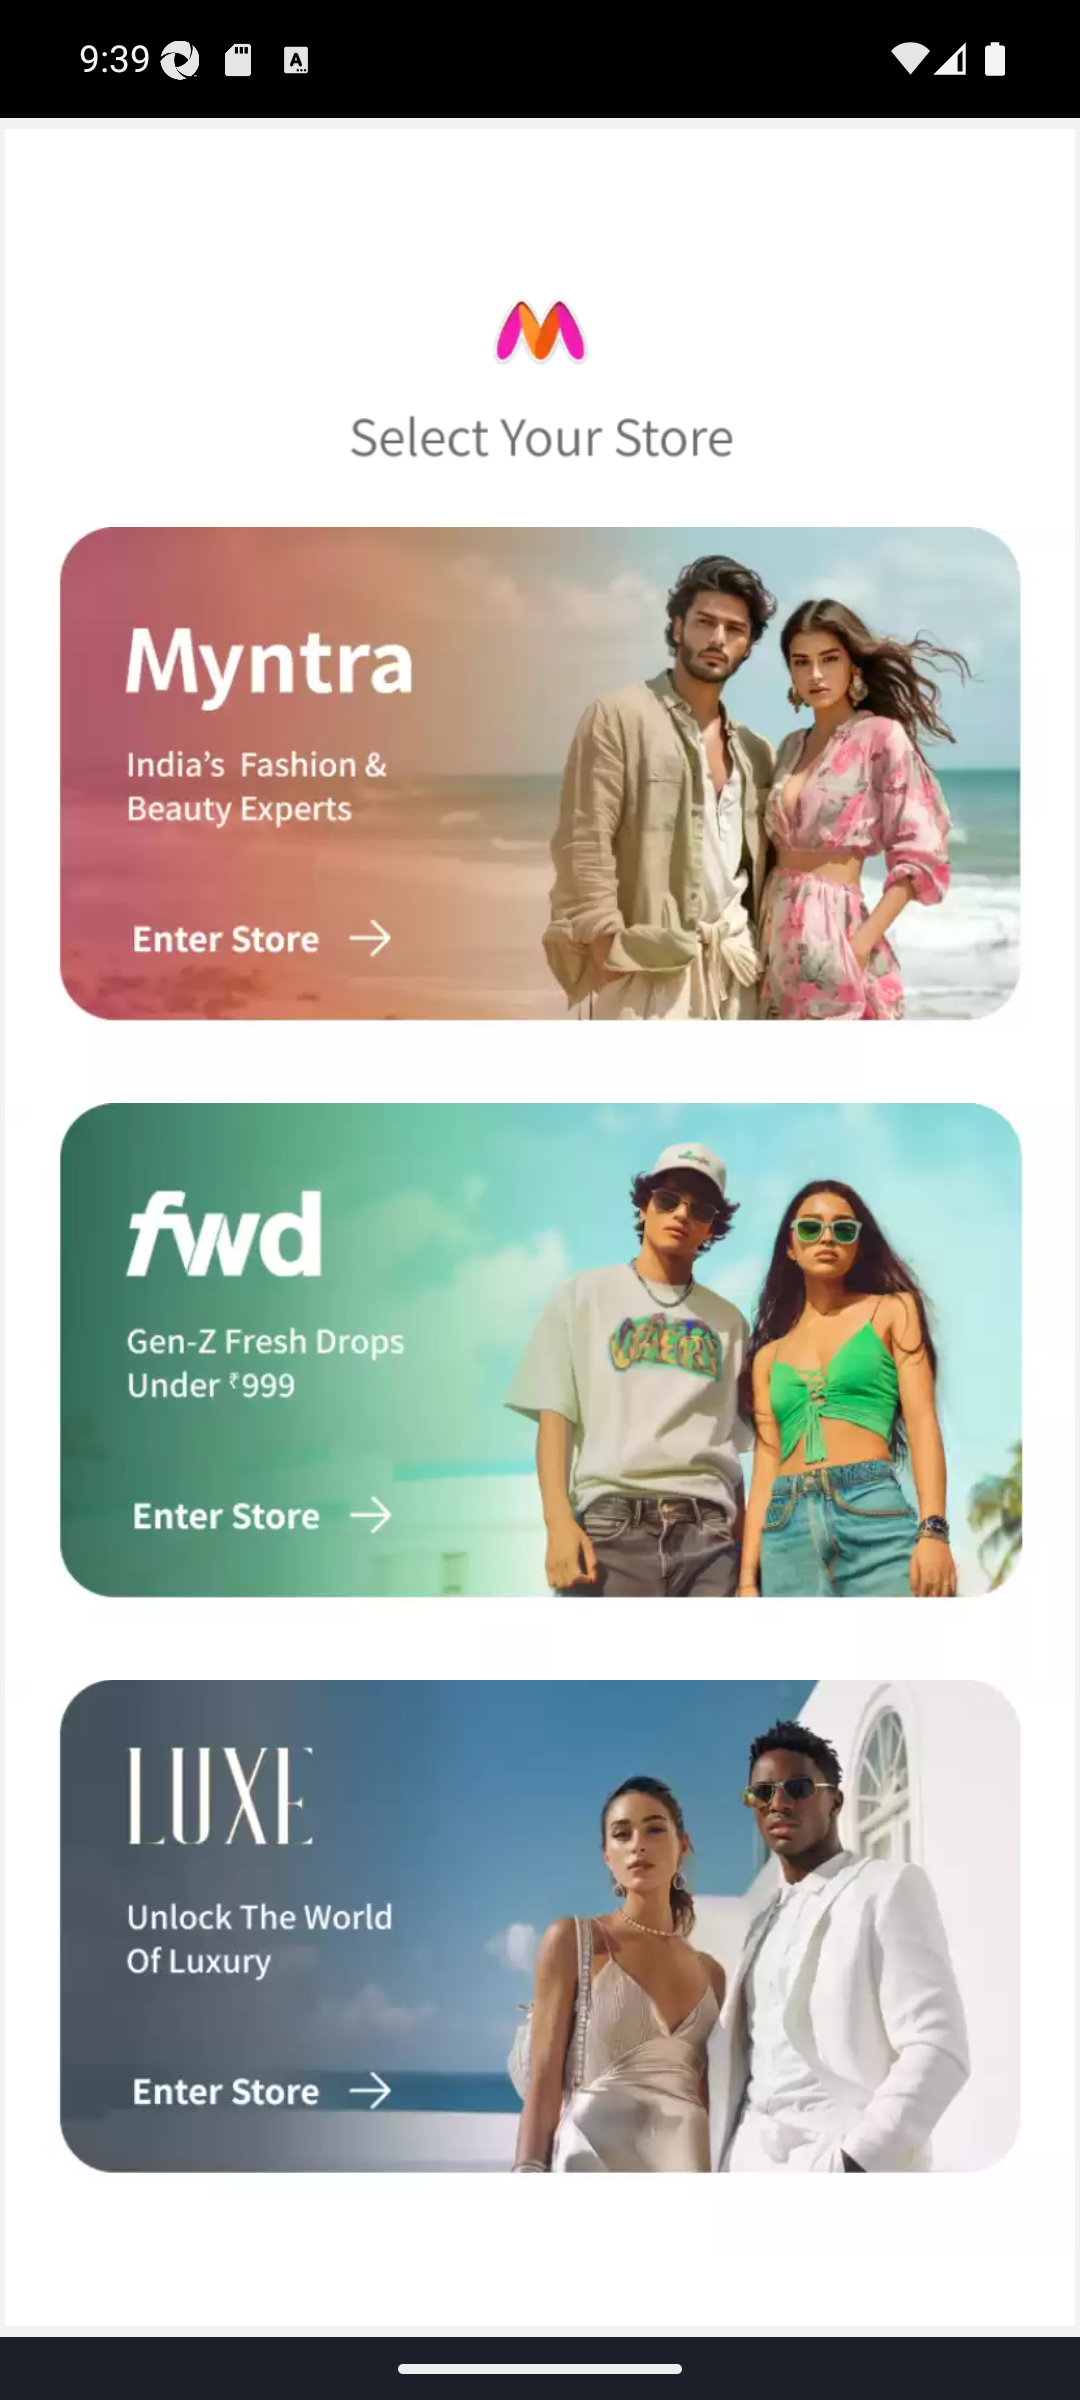 9:39
Select Your Store
Myntra
India’s Fashion &
Beauty Experts
Enter Store
fwd
Gen-Z Fresh Drops
Under ₹999
Enter Store
LUXE
Unlock The World
Of Luxury
Enter Store